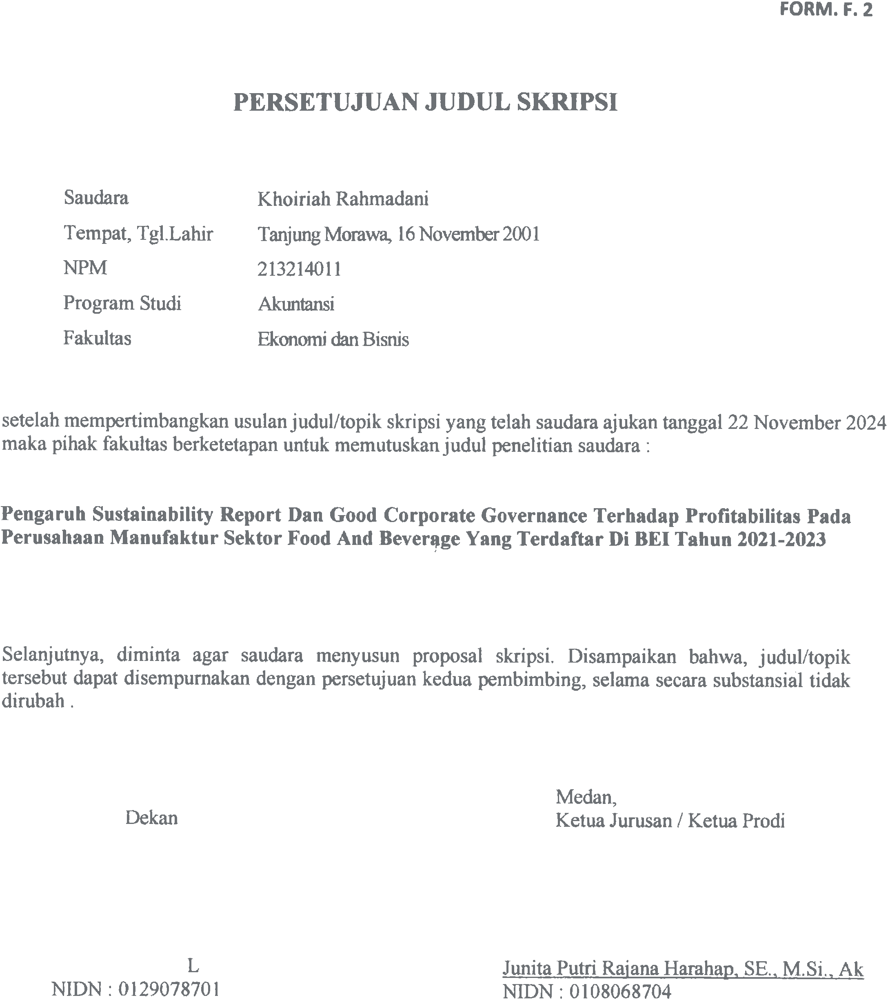 FORM. F. 2
PERSETUJUAN JUDUL SKRIPSI
Saudara Khoiriah Rahmadani
Tempat, Tgl.Lahir Tanjung Morawa, 16 November 2001
NPM 213214011
Program Studi Akuntansi
Fakultas Ekonomi dan Bisnis
setelah mempertimbangkan usulan judul/topik skripsi yang telah saudara ajukan tanggal 22 November 2024
maka pihak fakultas berketetapan untuk memutuskan judul penelitian saudara :
Pengaruh Sustainability Report Dan Good Corporate Governance Terhadap Profitabilitas Pada
Perusahaan Manufaktur Sektor Food And Beverage Yang Terdaftar Di BEI Tahun 2021-2023
Selanjutnya, diminta agar saudara menyusun proposal skripsi. Disampaikan bahwa, judul/topik
tersebut dapat disempurnakan dengan persetujuan kedua pembimbing, selama secara substansial tidak
dirubah .
Medan,
Dekan Ketua Jurusan / Ketua Prodi
L Junita Putri Rajana Harahap, SE., M.Si., Ak
NIDN : 0129078701 NIDN : 0108068704